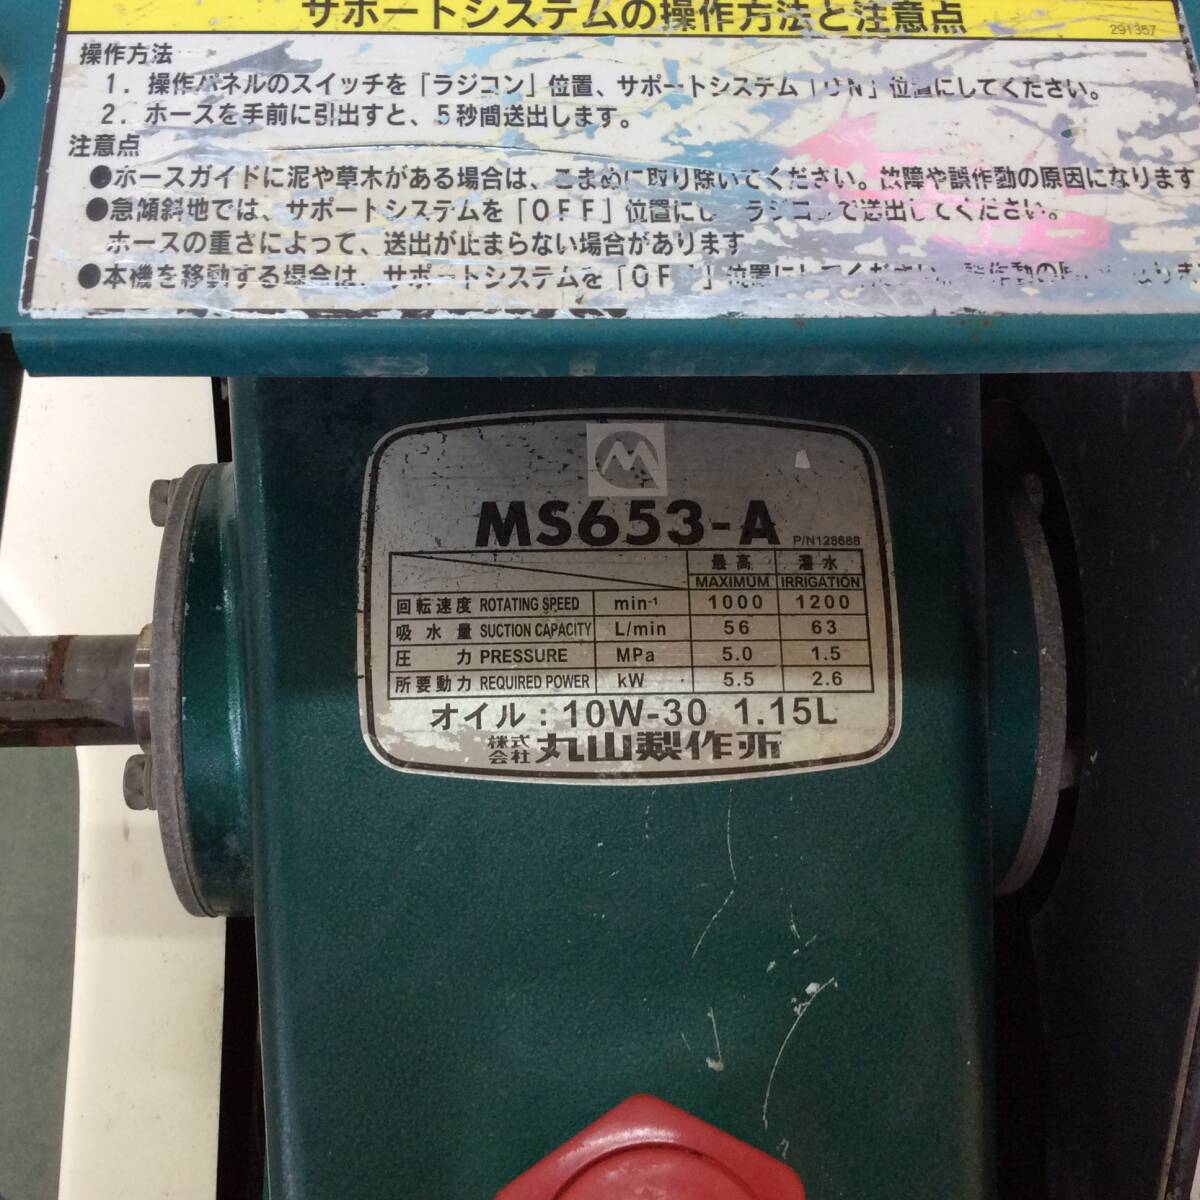 サポートシステムの操作方法と注意点
291357
操作方法
1. 操作パネルのスイッチを「ラジコン」位置、サポートシステム「ON」位置にしてください。
2. ホースを手前に引出すと、5秒間送出します。
注意点
●ホースガイドに泥や草木がある場合は、こまめに取り除いてください。故障や誤作動の原因になります
●急傾斜地では、サポートシステムを「OFF」位置にし ラジコンで送出してください。
ホースの重さによって、送出が止まらない場合があります
●本機を移動する場合は、サポートシステムを「OF 」位置にしてください
M
MS653-A
P/N128688
最高 灌水
MAXIMUM IRRIGATION
回転速度 ROTATING SPEED min-1 1000 1200
吸水量 SUCTION CAPACITY L/min 56 63
圧力 PRESSURE MPa 5.0 1.5
所要動力 REQUIRED POWER kW 5.5 2.6
オイル：10W-30 1.15L
株式会社 丸山製作所